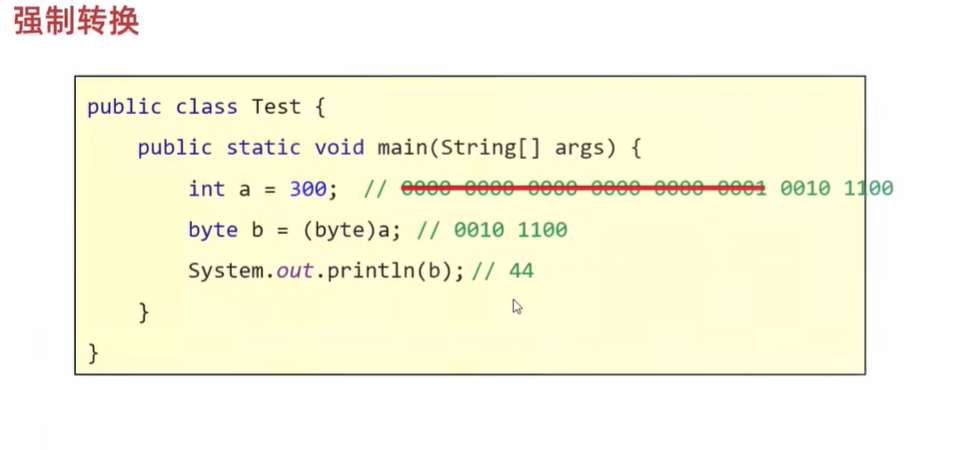 强制转换
public class Test {
public static void main(String[] args) {
int a = 300; // 0000 0000 0000 0000 0000 0001 0010 1100
byte b = (byte)a; // 0010 1100
System.out.println(b); // 44
}
}